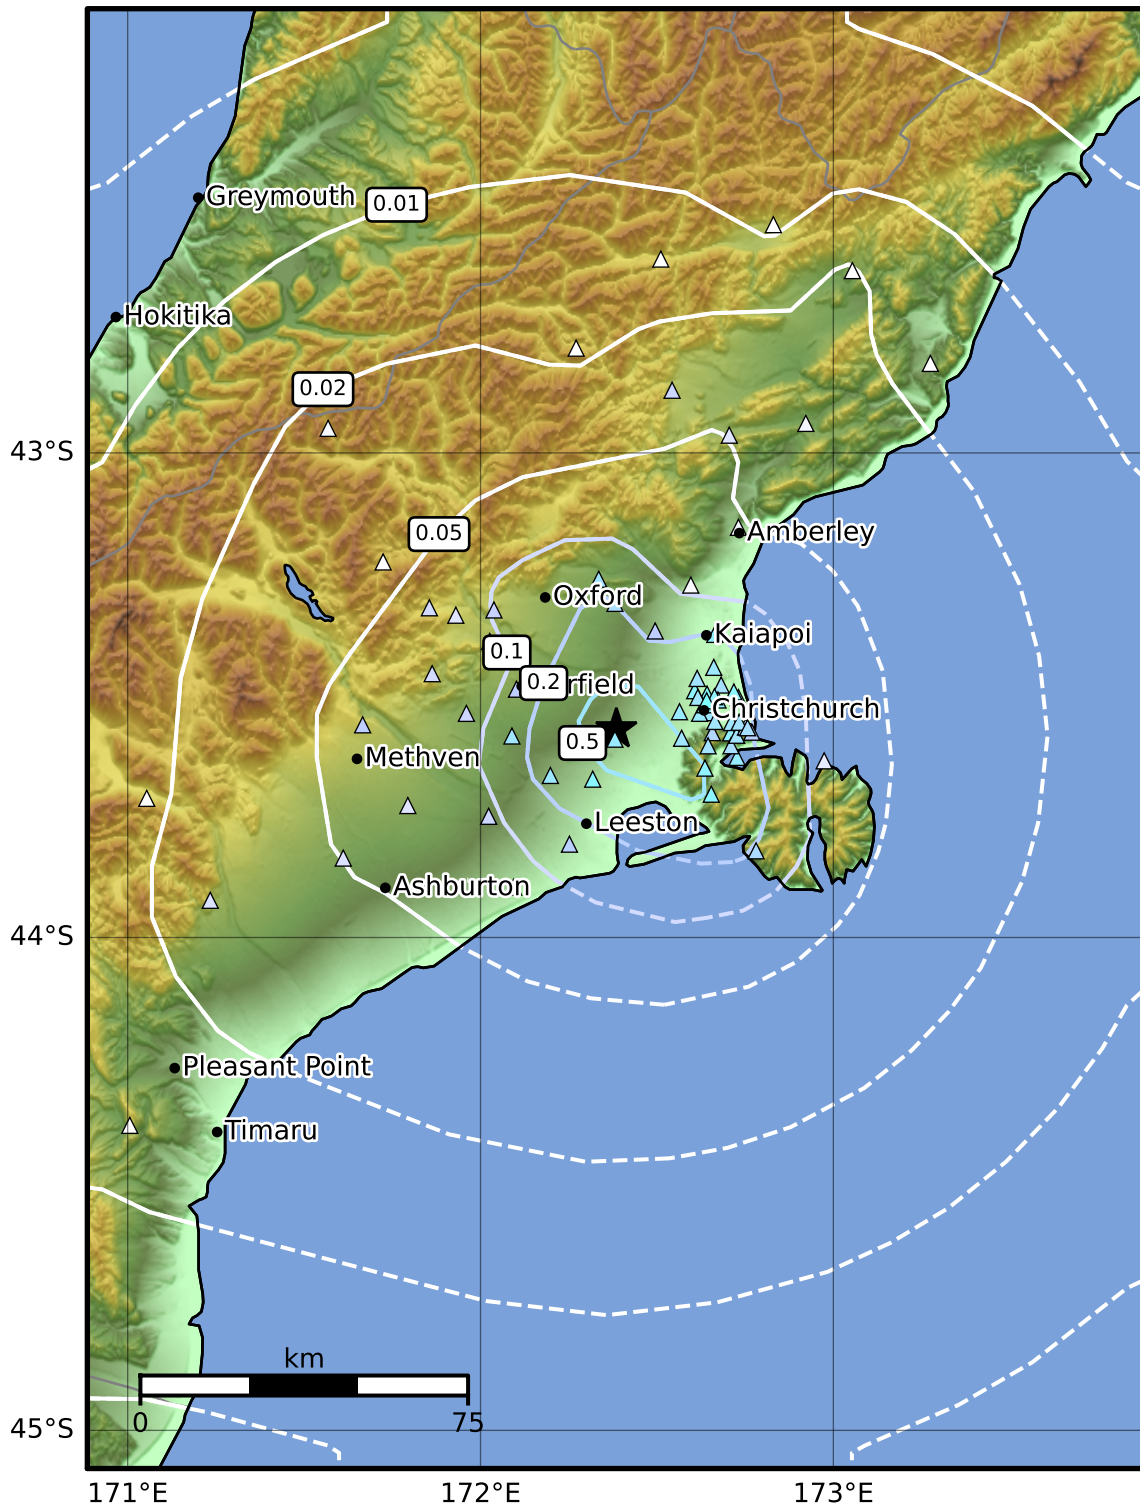 Greymouth
0.01
Hokitika
0.02
43°S
0.05
Amberley
Oxford
Kaiapoi
0.1
0.2
rfield
Christchurch
0.5
Methven
Leeston
Ashburton
44°S
Pleasant Point
Timaru
km
0
75
45°S
171°E
172°E
173°E